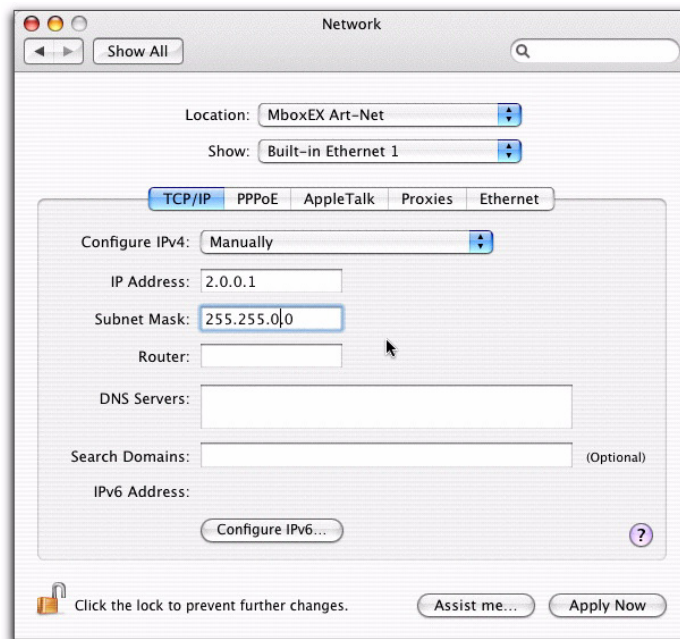 Network
Show All
Location: MboxEX Art-Net
Show: Built-in Ethernet 1
TCP/IP PPPoE AppleTalk Proxies Ethernet
Configure IPv4: Manually
IP Address: 2.0.0.1
Subnet Mask: 255.255.0.0
Router:
DNS Servers:
Search Domains: (Optional)
IPv6 Address:
Configure IPv6...
?
Click the lock to prevent further changes. Assist me... Apply Now